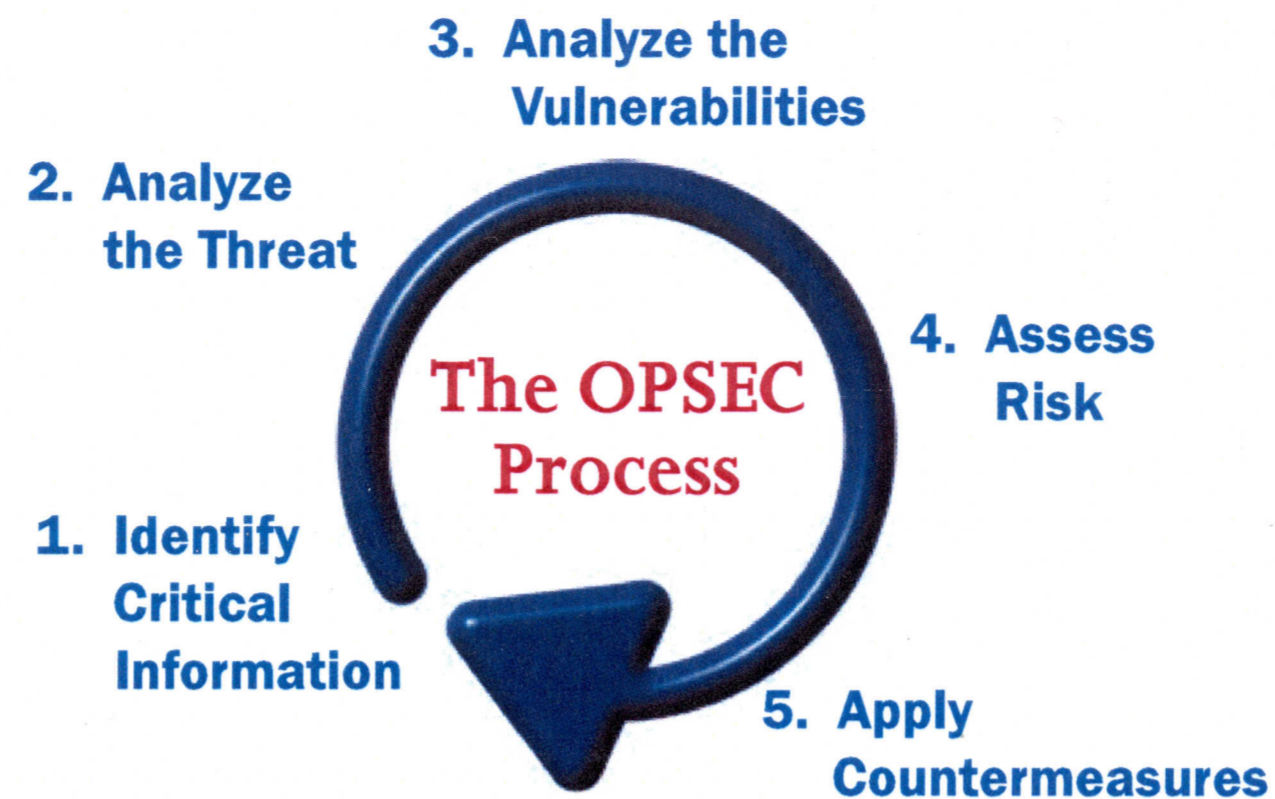 The OPSEC
Process
1. Identify
Critical
Information
2. Analyze
the Threat
3. Analyze the
Vulnerabilities
4. Assess
Risk
5. Apply
Countermeasures